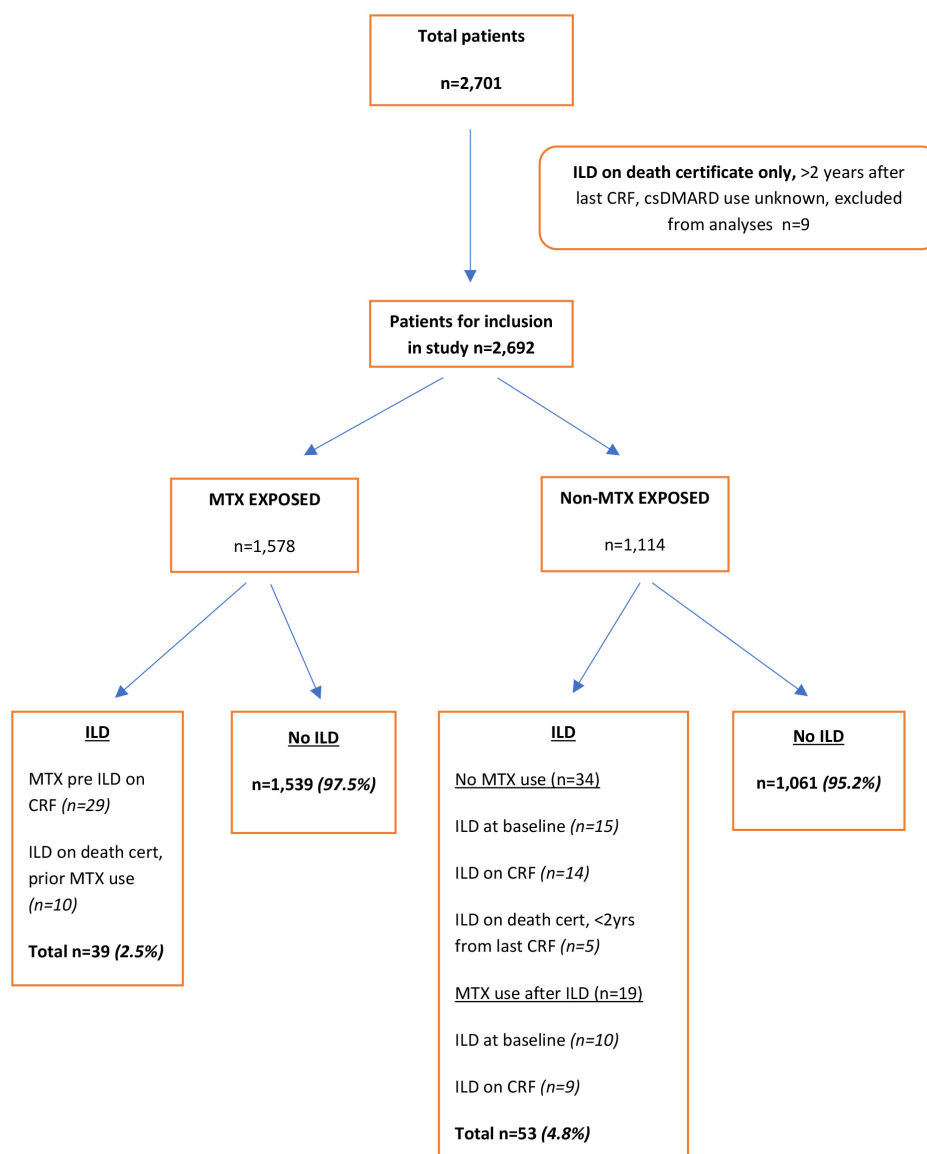 Total patients
n=2,701
ILD on death certificate only, >2 years after
last CRF, csDMARD use unknown, excluded
from analyses n=9
Patients for inclusion
in study n=2,692
MTX EXPOSED
n=1,578
Non-MTX EXPOSED
n=1,114
ILD
MTX pre ILD on
CRF (n=29)
ILD on death cert,
prior MTX use
(n=10)
Total n=39 (2.5%)
No ILD
n=1,539 (97.5%)
ILD
No MTX use (n=34)
ILD at baseline (n=15)
ILD on CRF (n=14)
ILD on death cert, <2yrs
from last CRF (n=5)
MTX use after ILD (n=19)
ILD at baseline (n=10)
ILD on CRF (n=9)
Total n=53 (4.8%)
No ILD
n=1,061 (95.2%)